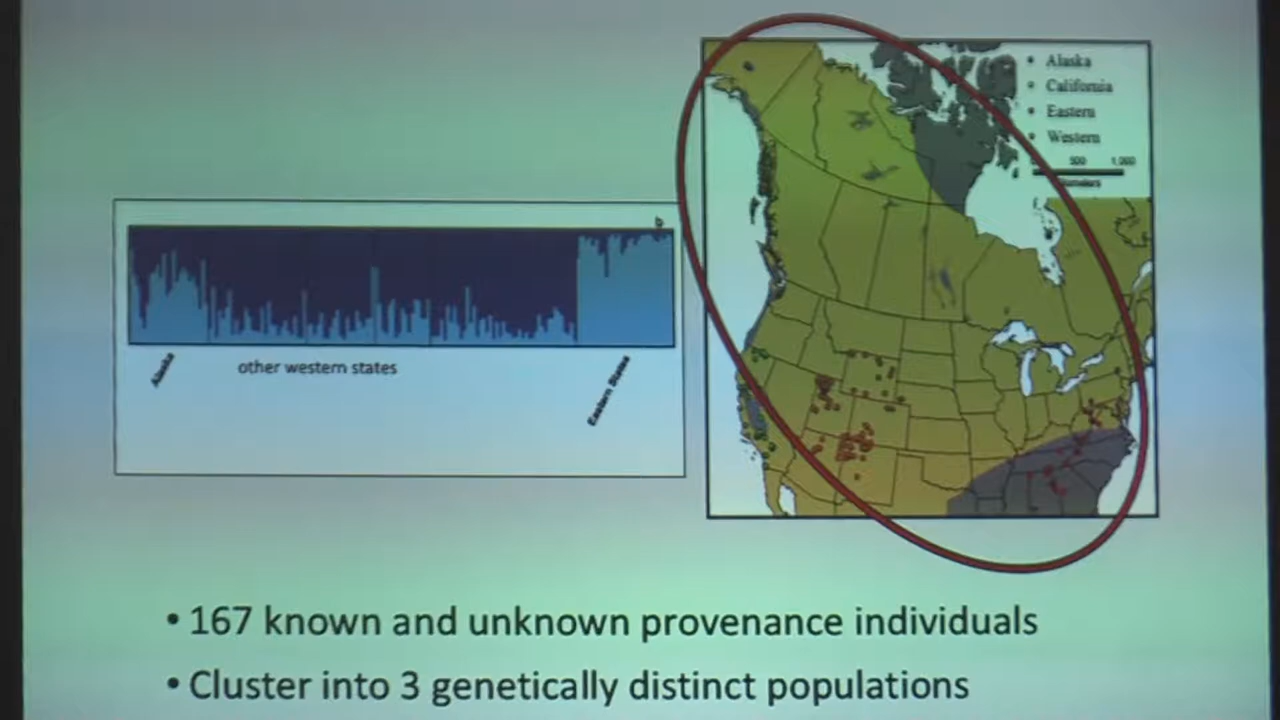 • Alaska
• California
• Eastern
• Western
500 1,000
b
Alaska
other western states
Eastern States
• 167 known and unknown provenance individuals
• Cluster into 3 genetically distinct populations